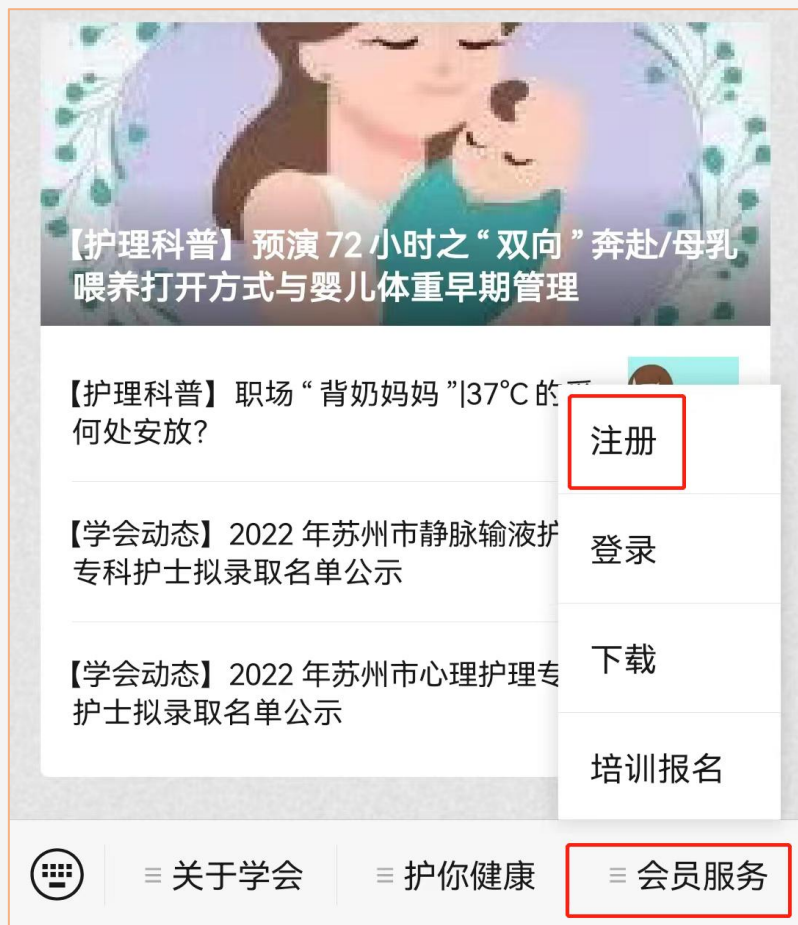 【护理科普】预演 72 小时之“双向”奔赴/母乳
喂养打开方式与婴儿体重早期管理
【护理科普】职场“背奶妈妈”|37℃的
何处安放?
【学会动态】2022 年苏州市静脉输液护
专科护士拟录取名单公示
【学会动态】2022 年苏州市心理护理专
护士拟录取名单公示
注册
登录
下载
培训报名
关于学会
护你健康
会员服务